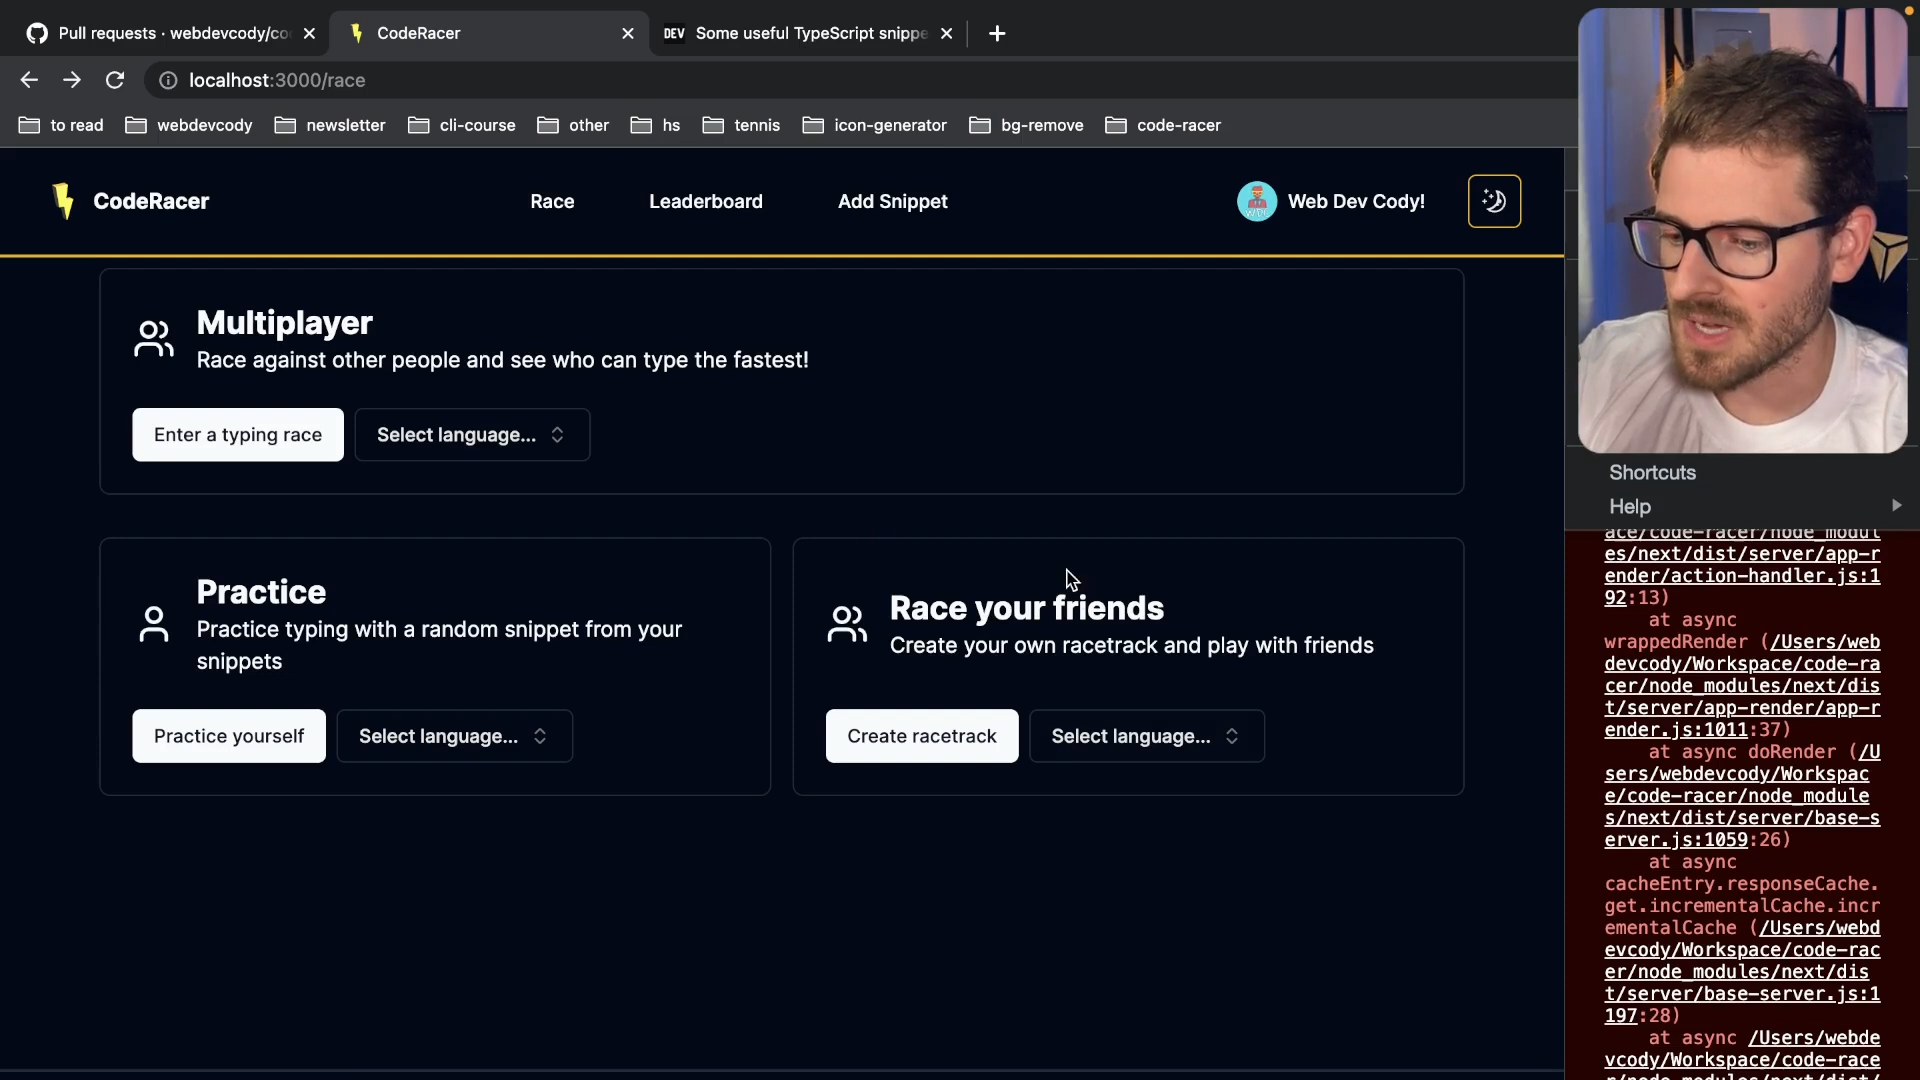 Pull requests · webdevcody/co
CodeRacer
DEV Some useful TypeScript snippe
localhost:3000/race
to read
webdevcody
newsletter
cli-course
other
hs
tennis
icon-generator
bg-remove
code-racer
CodeRacer
Race
Leaderboard
Add Snippet
Web Dev Cody!
Multiplayer
Race against other people and see who can type the fastest!
Enter a typing race
Select language...
Practice
Practice typing with a random snippet from your
snippets
Practice yourself
Select language...
Race your friends
Create your own racetrack and play with friends
Create racetrack
Select language...
Shortcuts
Help
ace/code-racer/node_modul
es/next/dist/server/app-r
ender/action-handler.js:1
92:13)
at async
wrappedRender (/Users/web
devcody/Workspace/code-ra
cer/node_modules/next/dis
t/server/app-render/app-r
ender.js:1011:37)
at async doRender (/U
sers/webdevcody/Workspac
e/code-racer/node_module
s/next/dist/server/base-s
erver.js:1059:26)
at async
cacheEntry.responseCache.
get.incrementalCache.incr
ementalCache (/Users/webd
evcody/Workspace/code-rac
er/node_modules/next/dis
t/server/base-server.js:1
197:28)
at async /Users/webde
vcody/Workspace/code-race